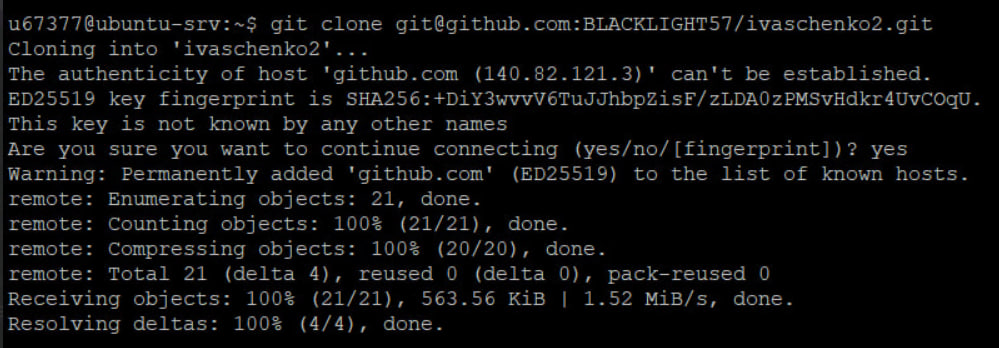 u67377@ubuntu-srv:~$ git clone git@github.com:BLACKLIGHT57/ivaschenko2.git
Cloning into 'ivaschenko2'...
The authenticity of host 'github.com (140.82.121.3)' can't be established.
ED25519 key fingerprint is SHA256:+DiY3wvvV6TuJJhbpZisF/zLDA0zPMSvHdkr4UvCOqU.
This key is not known by any other names
Are you sure you want to continue connecting (yes/no/[fingerprint])? yes
Warning: Permanently added 'github.com' (ED25519) to the list of known hosts.
remote: Enumerating objects: 21, done.
remote: Counting objects: 100% (21/21), done.
remote: Compressing objects: 100% (20/20), done.
remote: Total 21 (delta 4), reused 0 (delta 0), pack-reused 0
Receiving objects: 100% (21/21), 563.56 KiB | 1.52 MiB/s, done.
Resolving deltas: 100% (4/4), done.